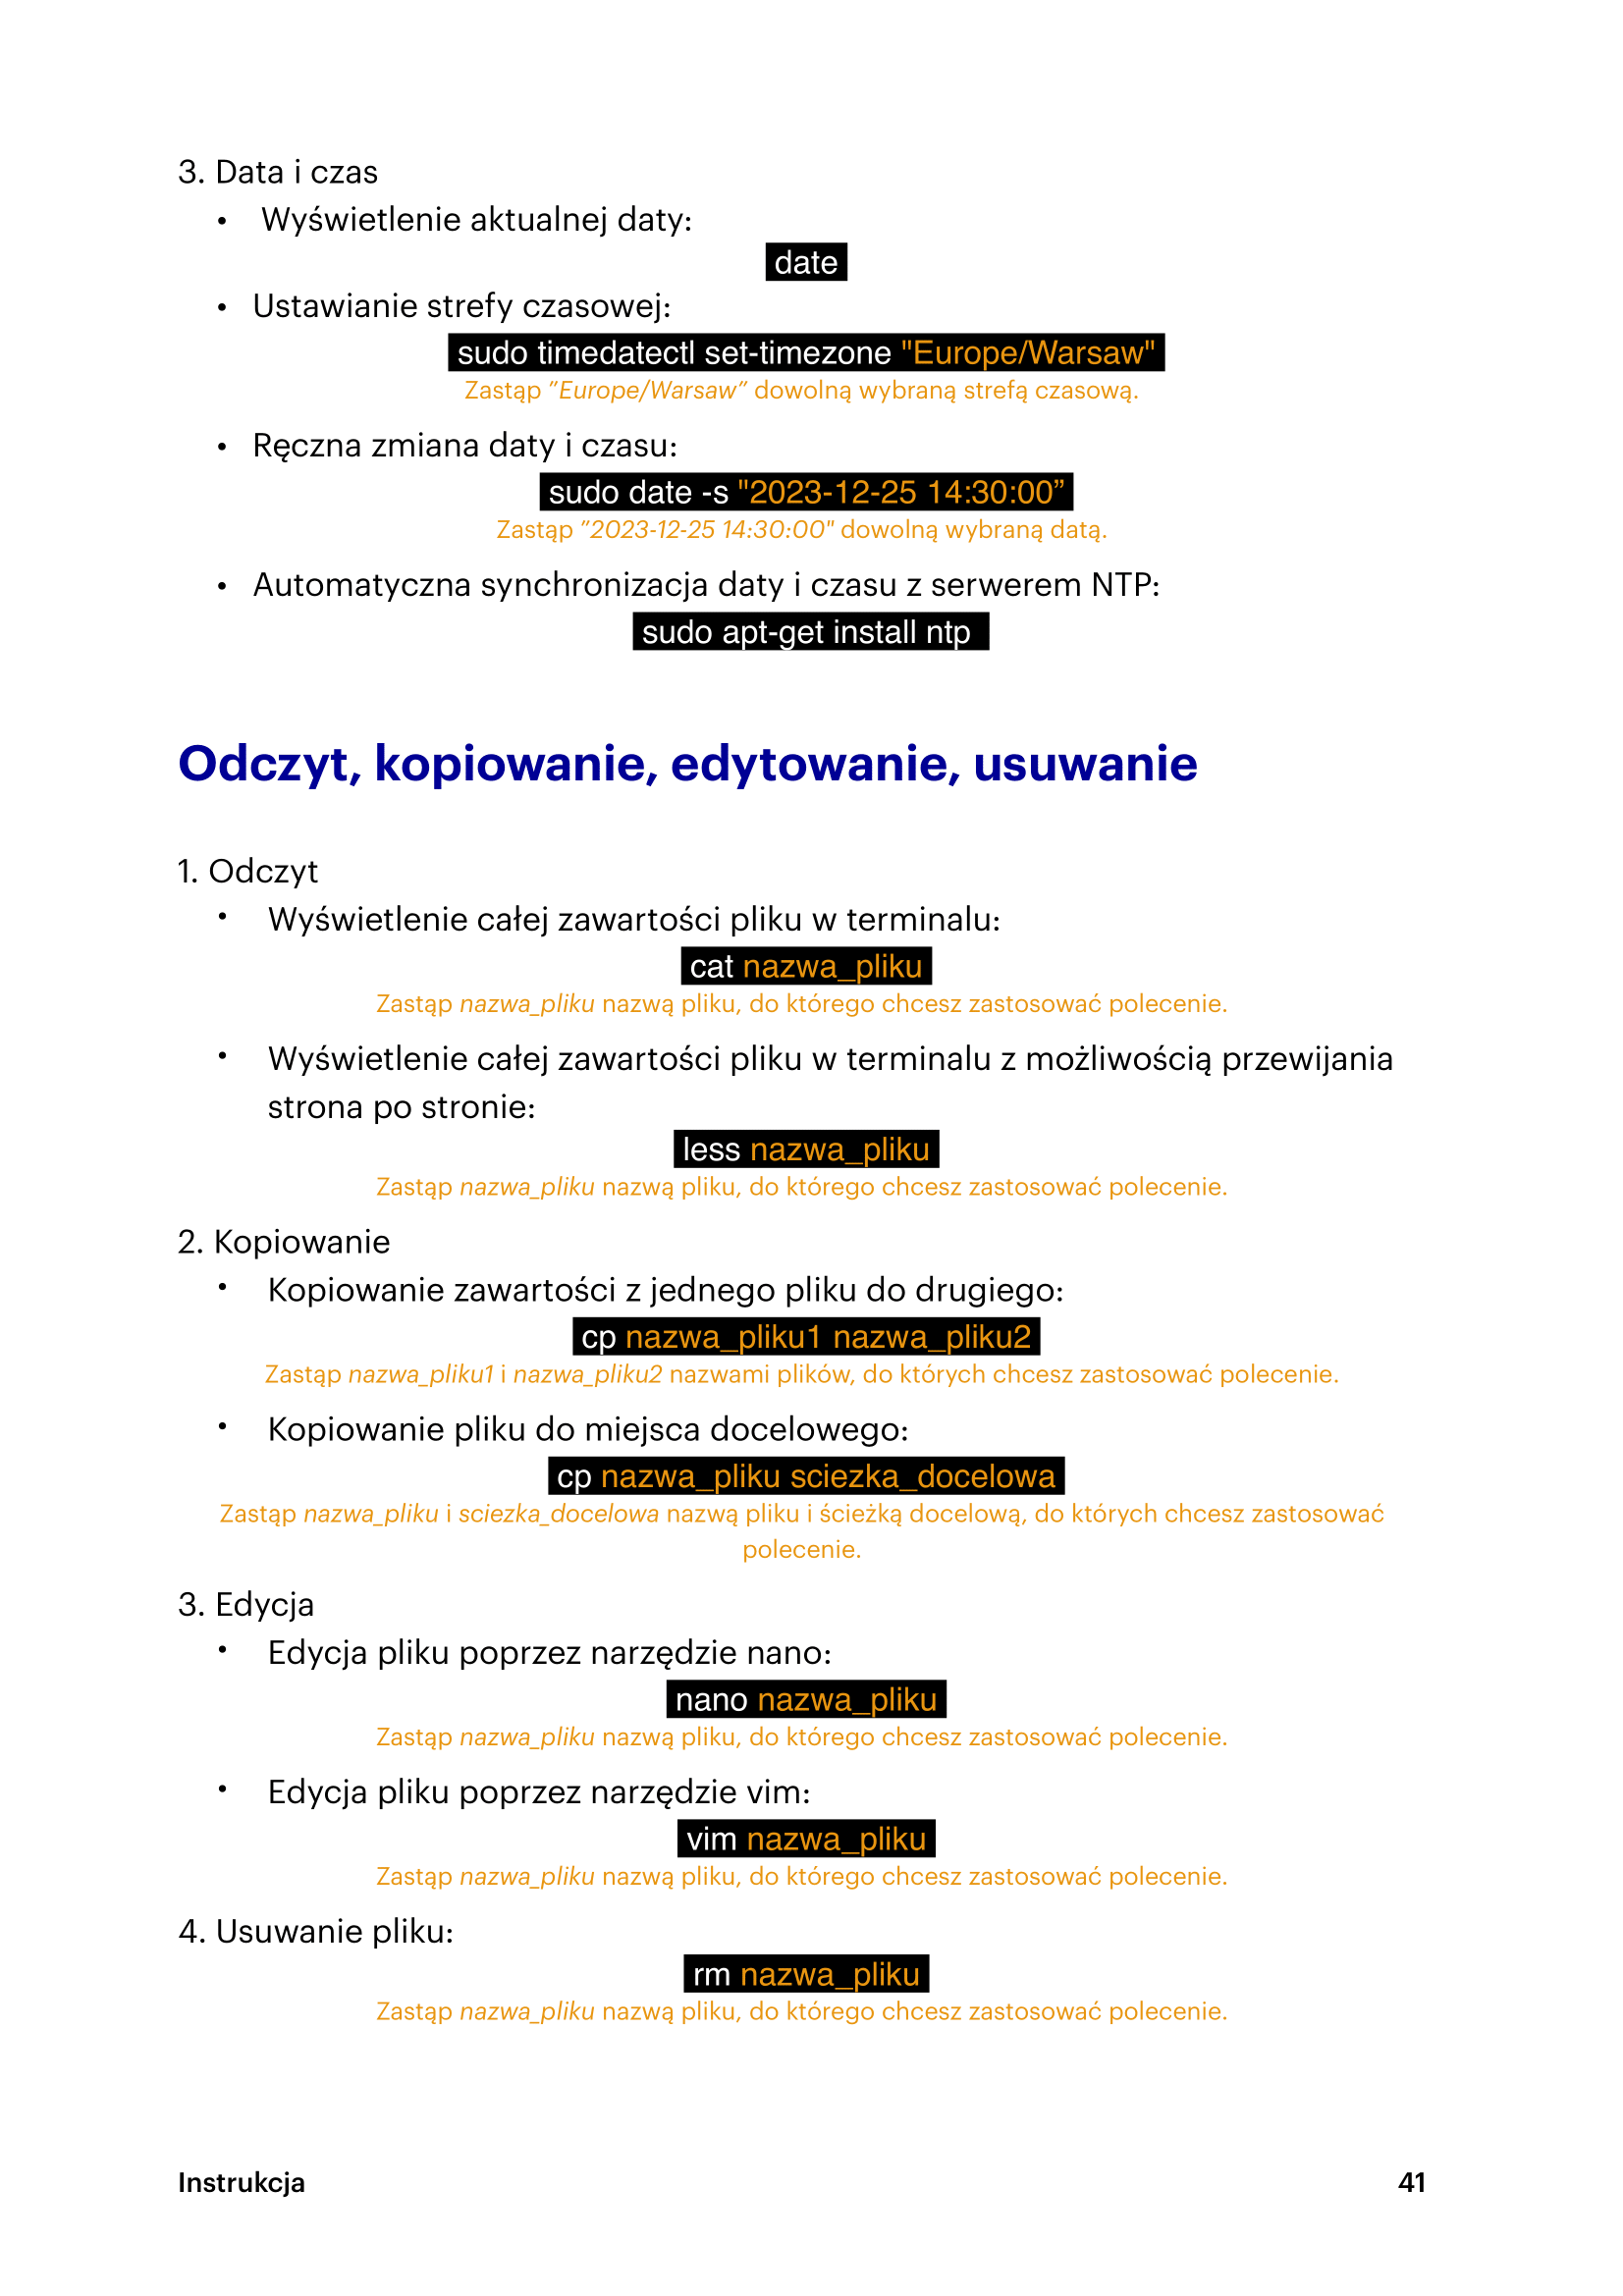 3. Data i czas
• Wyświetlenie aktualnej daty:
date
• Ustawianie strefy czasowej:
sudo timedatectl set-timezone "Europe/Warsaw"
Zastąp ”Europe/Warsaw” dowolną wybraną strefą czasową.
• Ręczna zmiana daty i czasu:
sudo date -s "2023-12-25 14:30:00”
Zastąp ”2023-12-25 14:30:00" dowolną wybraną datą.
• Automatyczna synchronizacja daty i czasu z serwerem NTP:
sudo apt-get install ntp
Odczyt, kopiowanie, edytowanie, usuwanie
1. Odczyt
• Wyświetlenie całej zawartości pliku w terminalu:
cat nazwa_pliku
Zastąp nazwa_pliku nazwą pliku, do którego chcesz zastosować polecenie.
• Wyświetlenie całej zawartości pliku w terminalu z możliwością przewijania
strona po stronie:
less nazwa_pliku
Zastąp nazwa_pliku nazwą pliku, do którego chcesz zastosować polecenie.
2. Kopiowanie
• Kopiowanie zawartości z jednego pliku do drugiego:
cp nazwa_pliku1 nazwa_pliku2
Zastąp nazwa_pliku1 i nazwa_pliku2 nazwami plików, do których chcesz zastosować polecenie.
• Kopiowanie pliku do miejsca docelowego:
cp nazwa_pliku sciezka_docelowa
Zastąp nazwa_pliku i sciezka_docelowa nazwą pliku i ścieżką docelową, do których chcesz zastosować
polecenie.
3. Edycja
• Edycja pliku poprzez narzędzie nano:
nano nazwa_pliku
Zastąp nazwa_pliku nazwą pliku, do którego chcesz zastosować polecenie.
• Edycja pliku poprzez narzędzie vim:
vim nazwa_pliku
Zastąp nazwa_pliku nazwą pliku, do którego chcesz zastosować polecenie.
4. Usuwanie pliku:
rm nazwa_pliku
Zastąp nazwa_pliku nazwą pliku, do którego chcesz zastosować polecenie.
Instrukcja 41